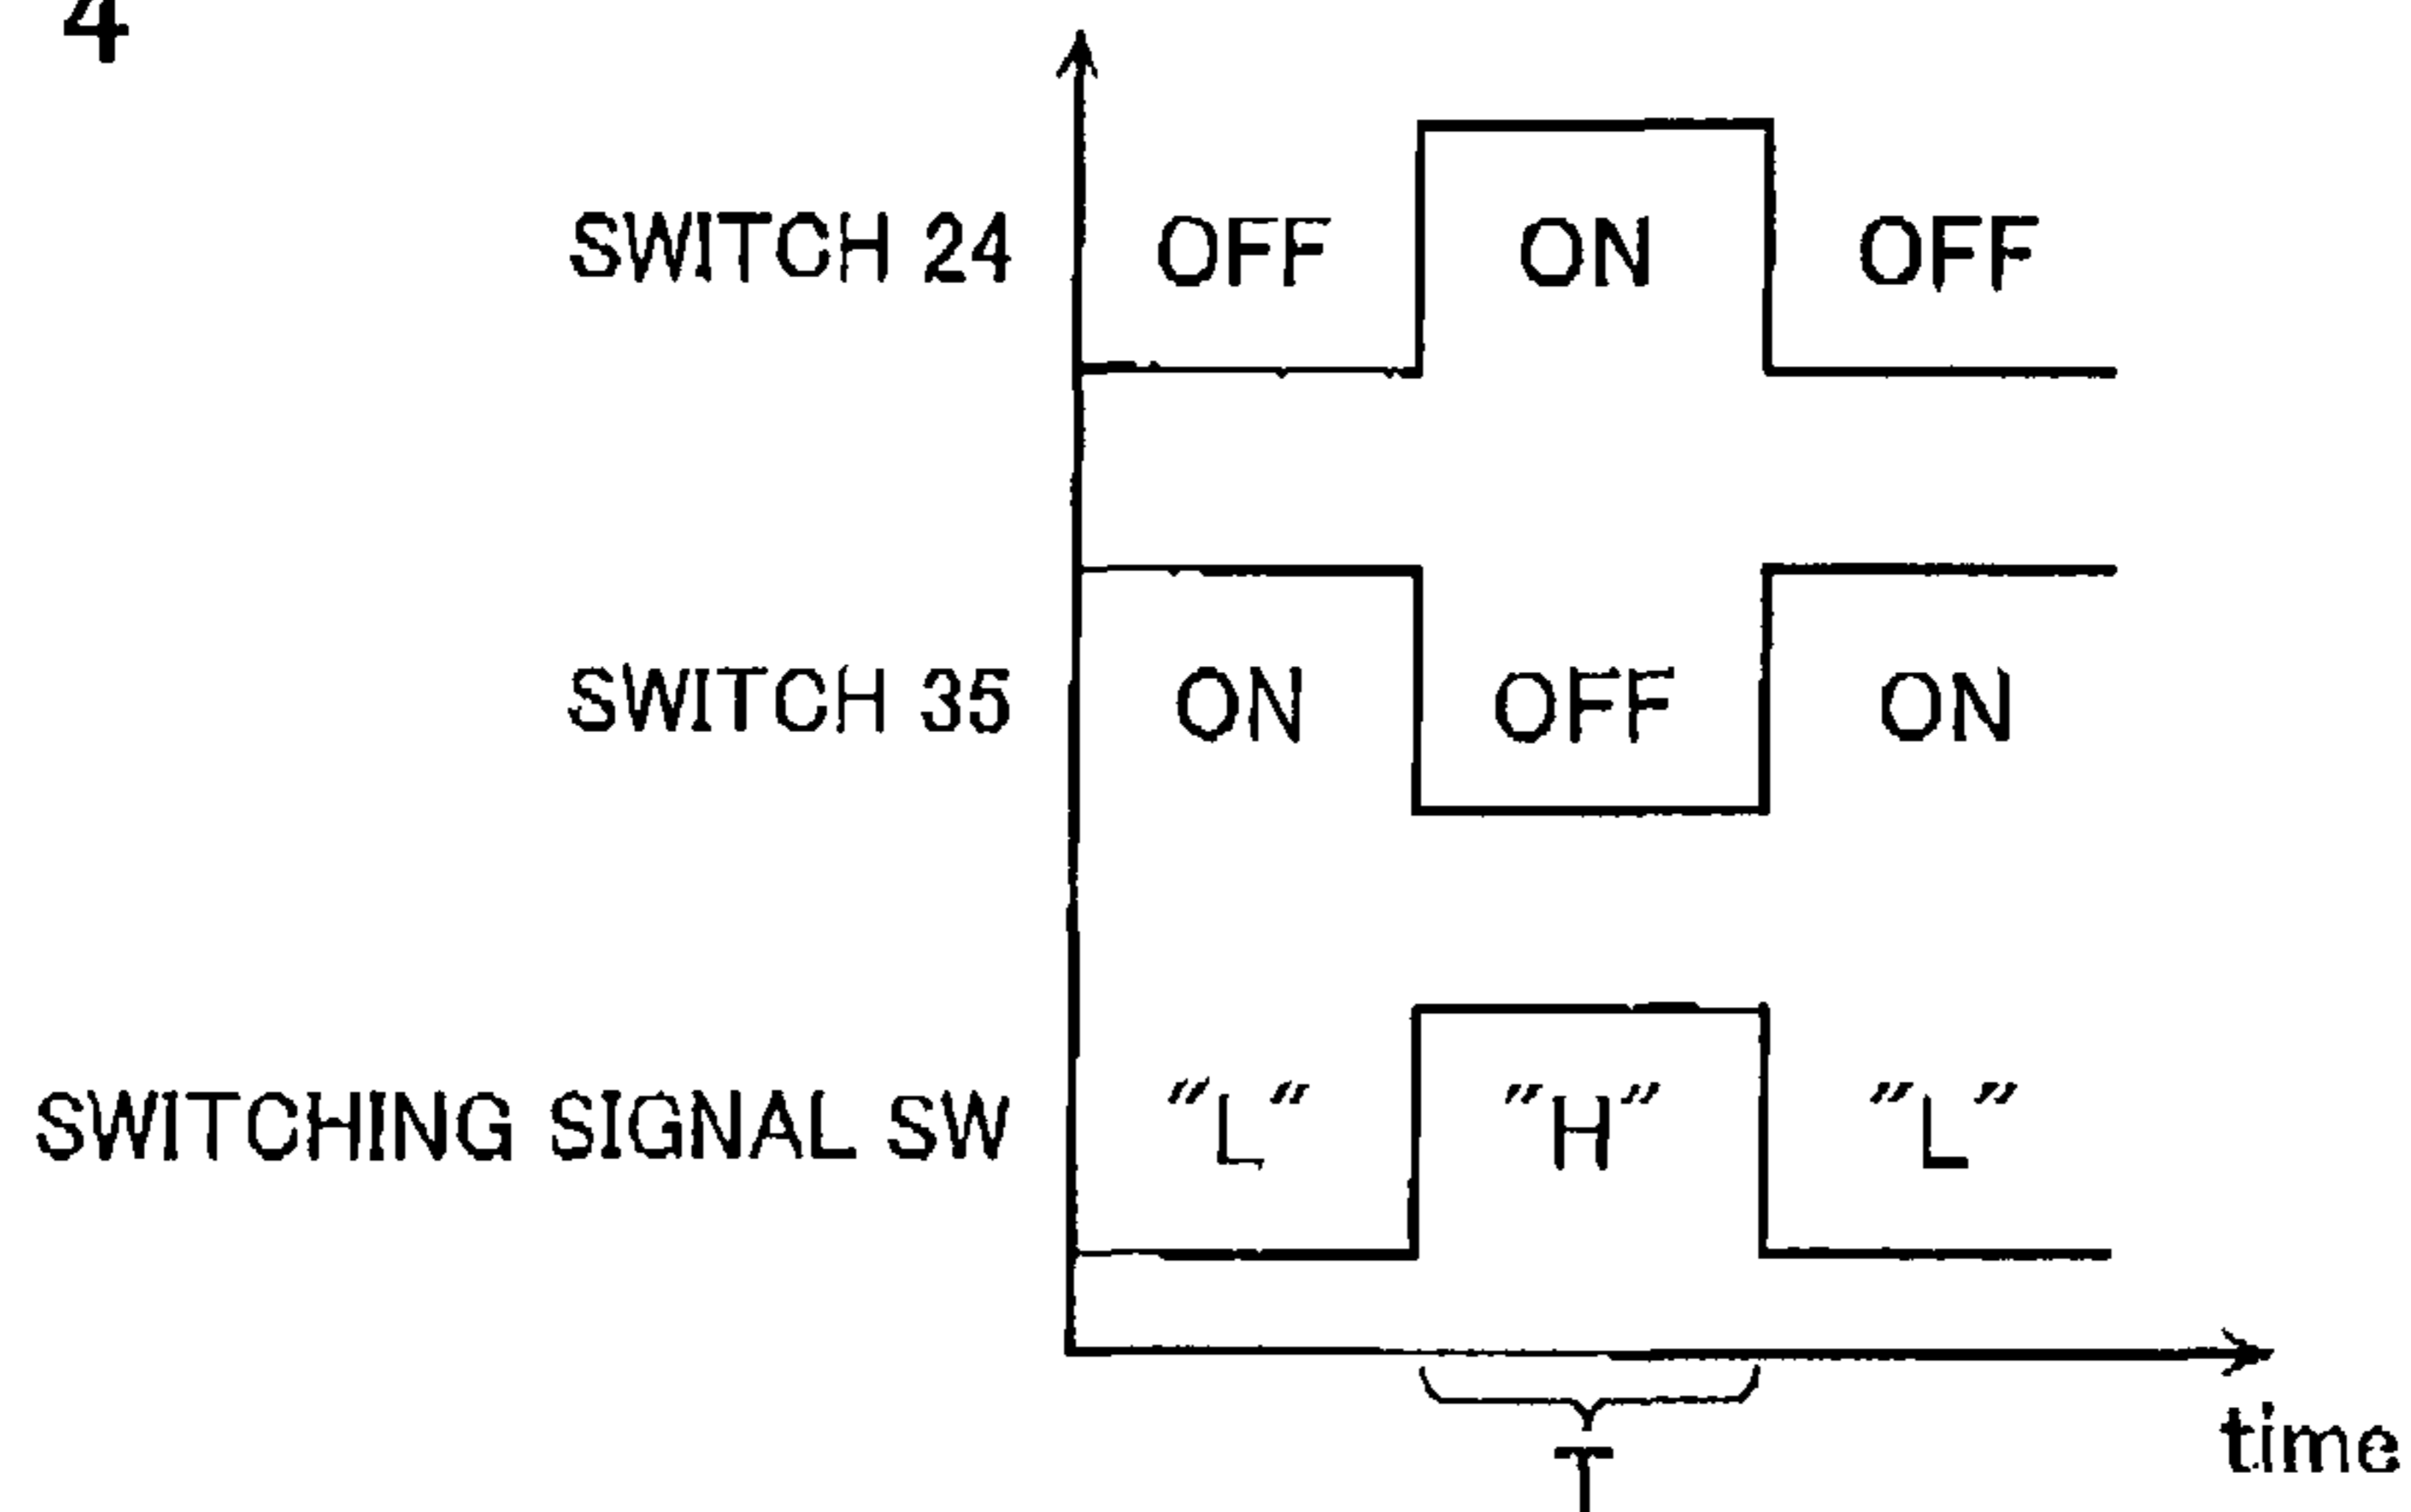 4
SWITCH 24 OFF ON OFF
SWITCH 35 ON OFF ON
SWITCHING SIGNAL SW "L" "H" "L"
T
time